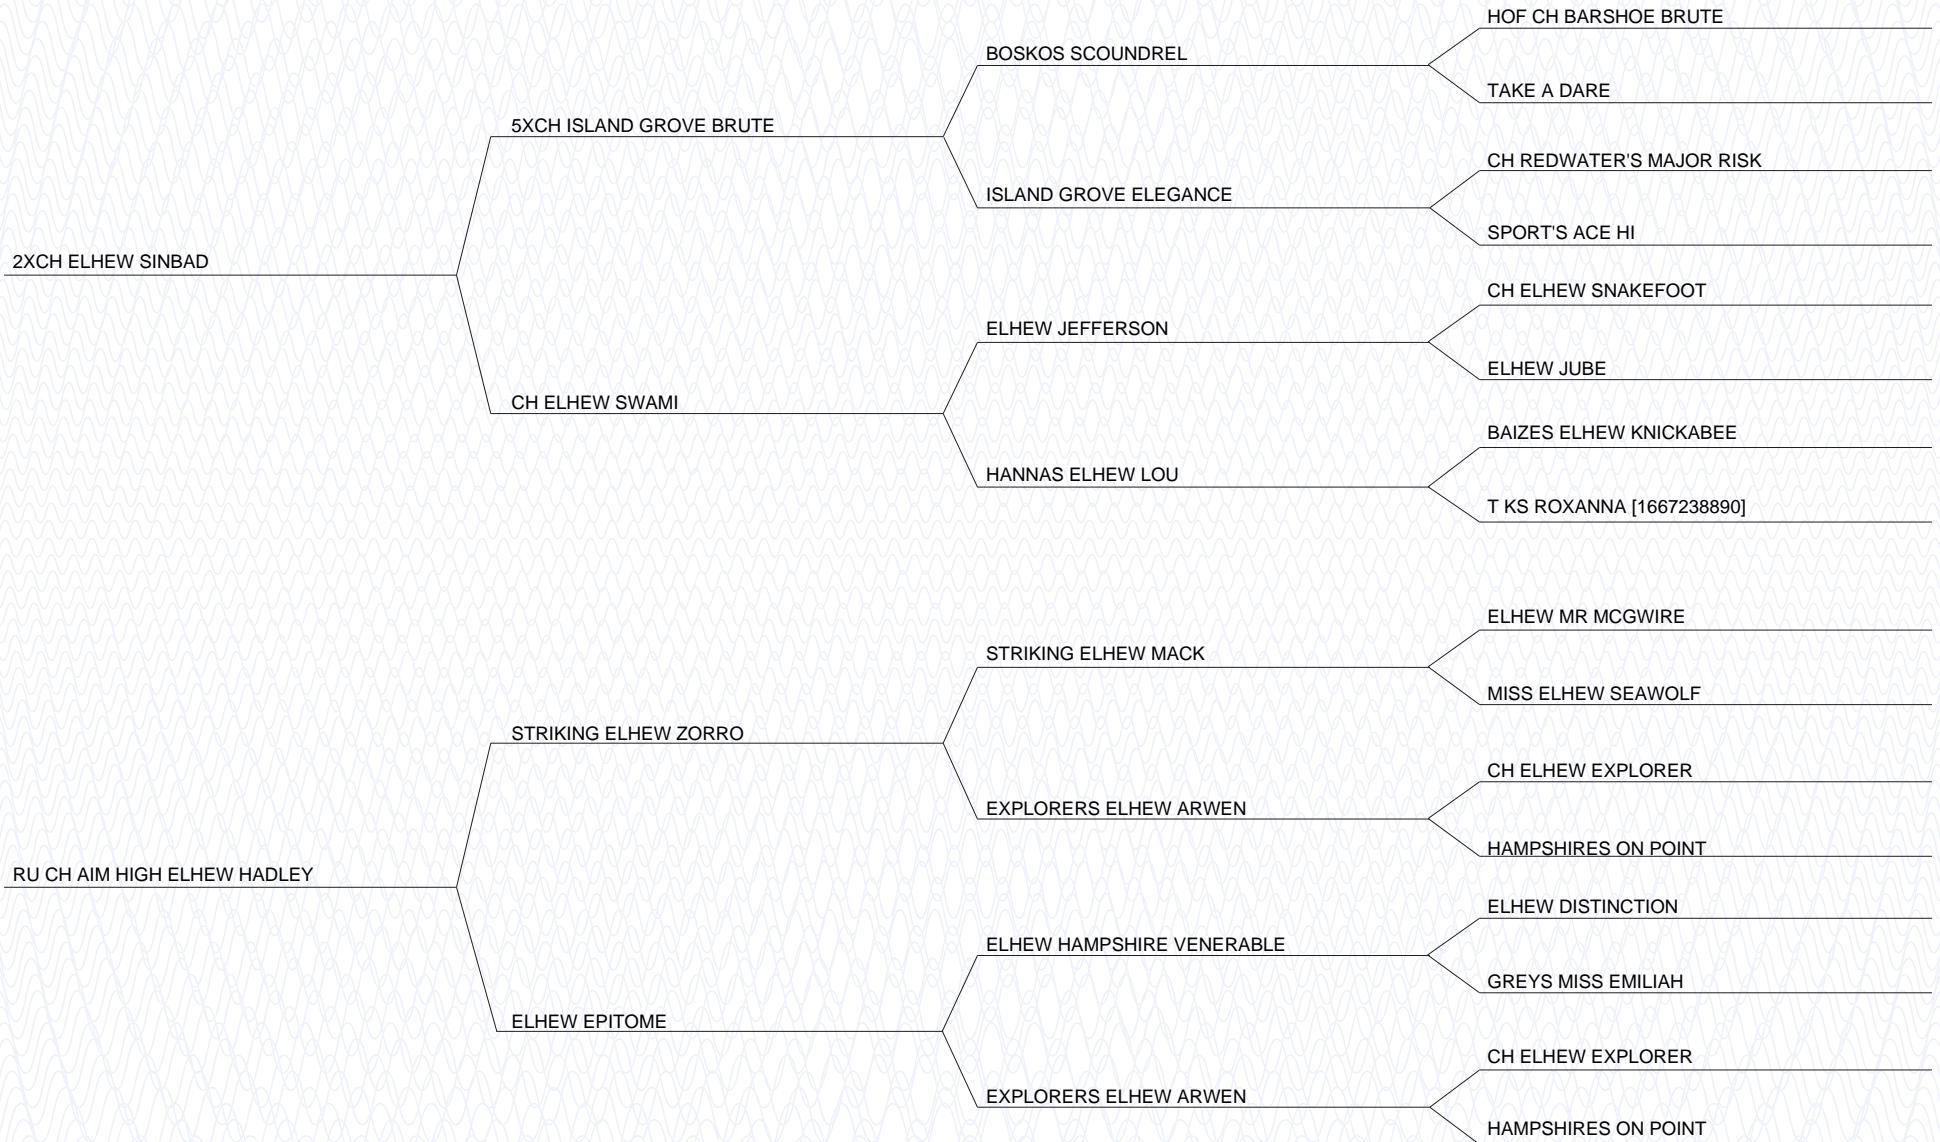 HOF CH BARSHOE BRUTE
BOSKOS SCOUNDREL
TAKE A DARE
5XCH ISLAND GROVE BRUTE
CH REDWATER'S MAJOR RISK
ISLAND GROVE ELEGANCE
SPORT'S ACE HI
2XCH ELHEW SINBAD
CH ELHEW SNAKEFOOT
ELHEW JEFFERSON
ELHEW JUBE
CH ELHEW SWAMI
BAIZES ELHEW KNICKABEE
HANNAS ELHEW LOU
T KS ROXANNA [1667238890]
ELHEW MR MCGWIRE
STRIKING ELHEW MACK
MISS ELHEW SEAWOLF
STRIKING ELHEW ZORRO
CH ELHEW EXPLORER
EXPLORERS ELHEW ARWEN
HAMPSHIRES ON POINT
RU CH AIM HIGH ELHEW HADLEY
ELHEW DISTINCTION
ELHEW HAMPSHIRE VENERABLE
GREYS MISS EMILIAH
ELHEW EPITOME
CH ELHEW EXPLORER
EXPLORERS ELHEW ARWEN
HAMPSHIRES ON POINT